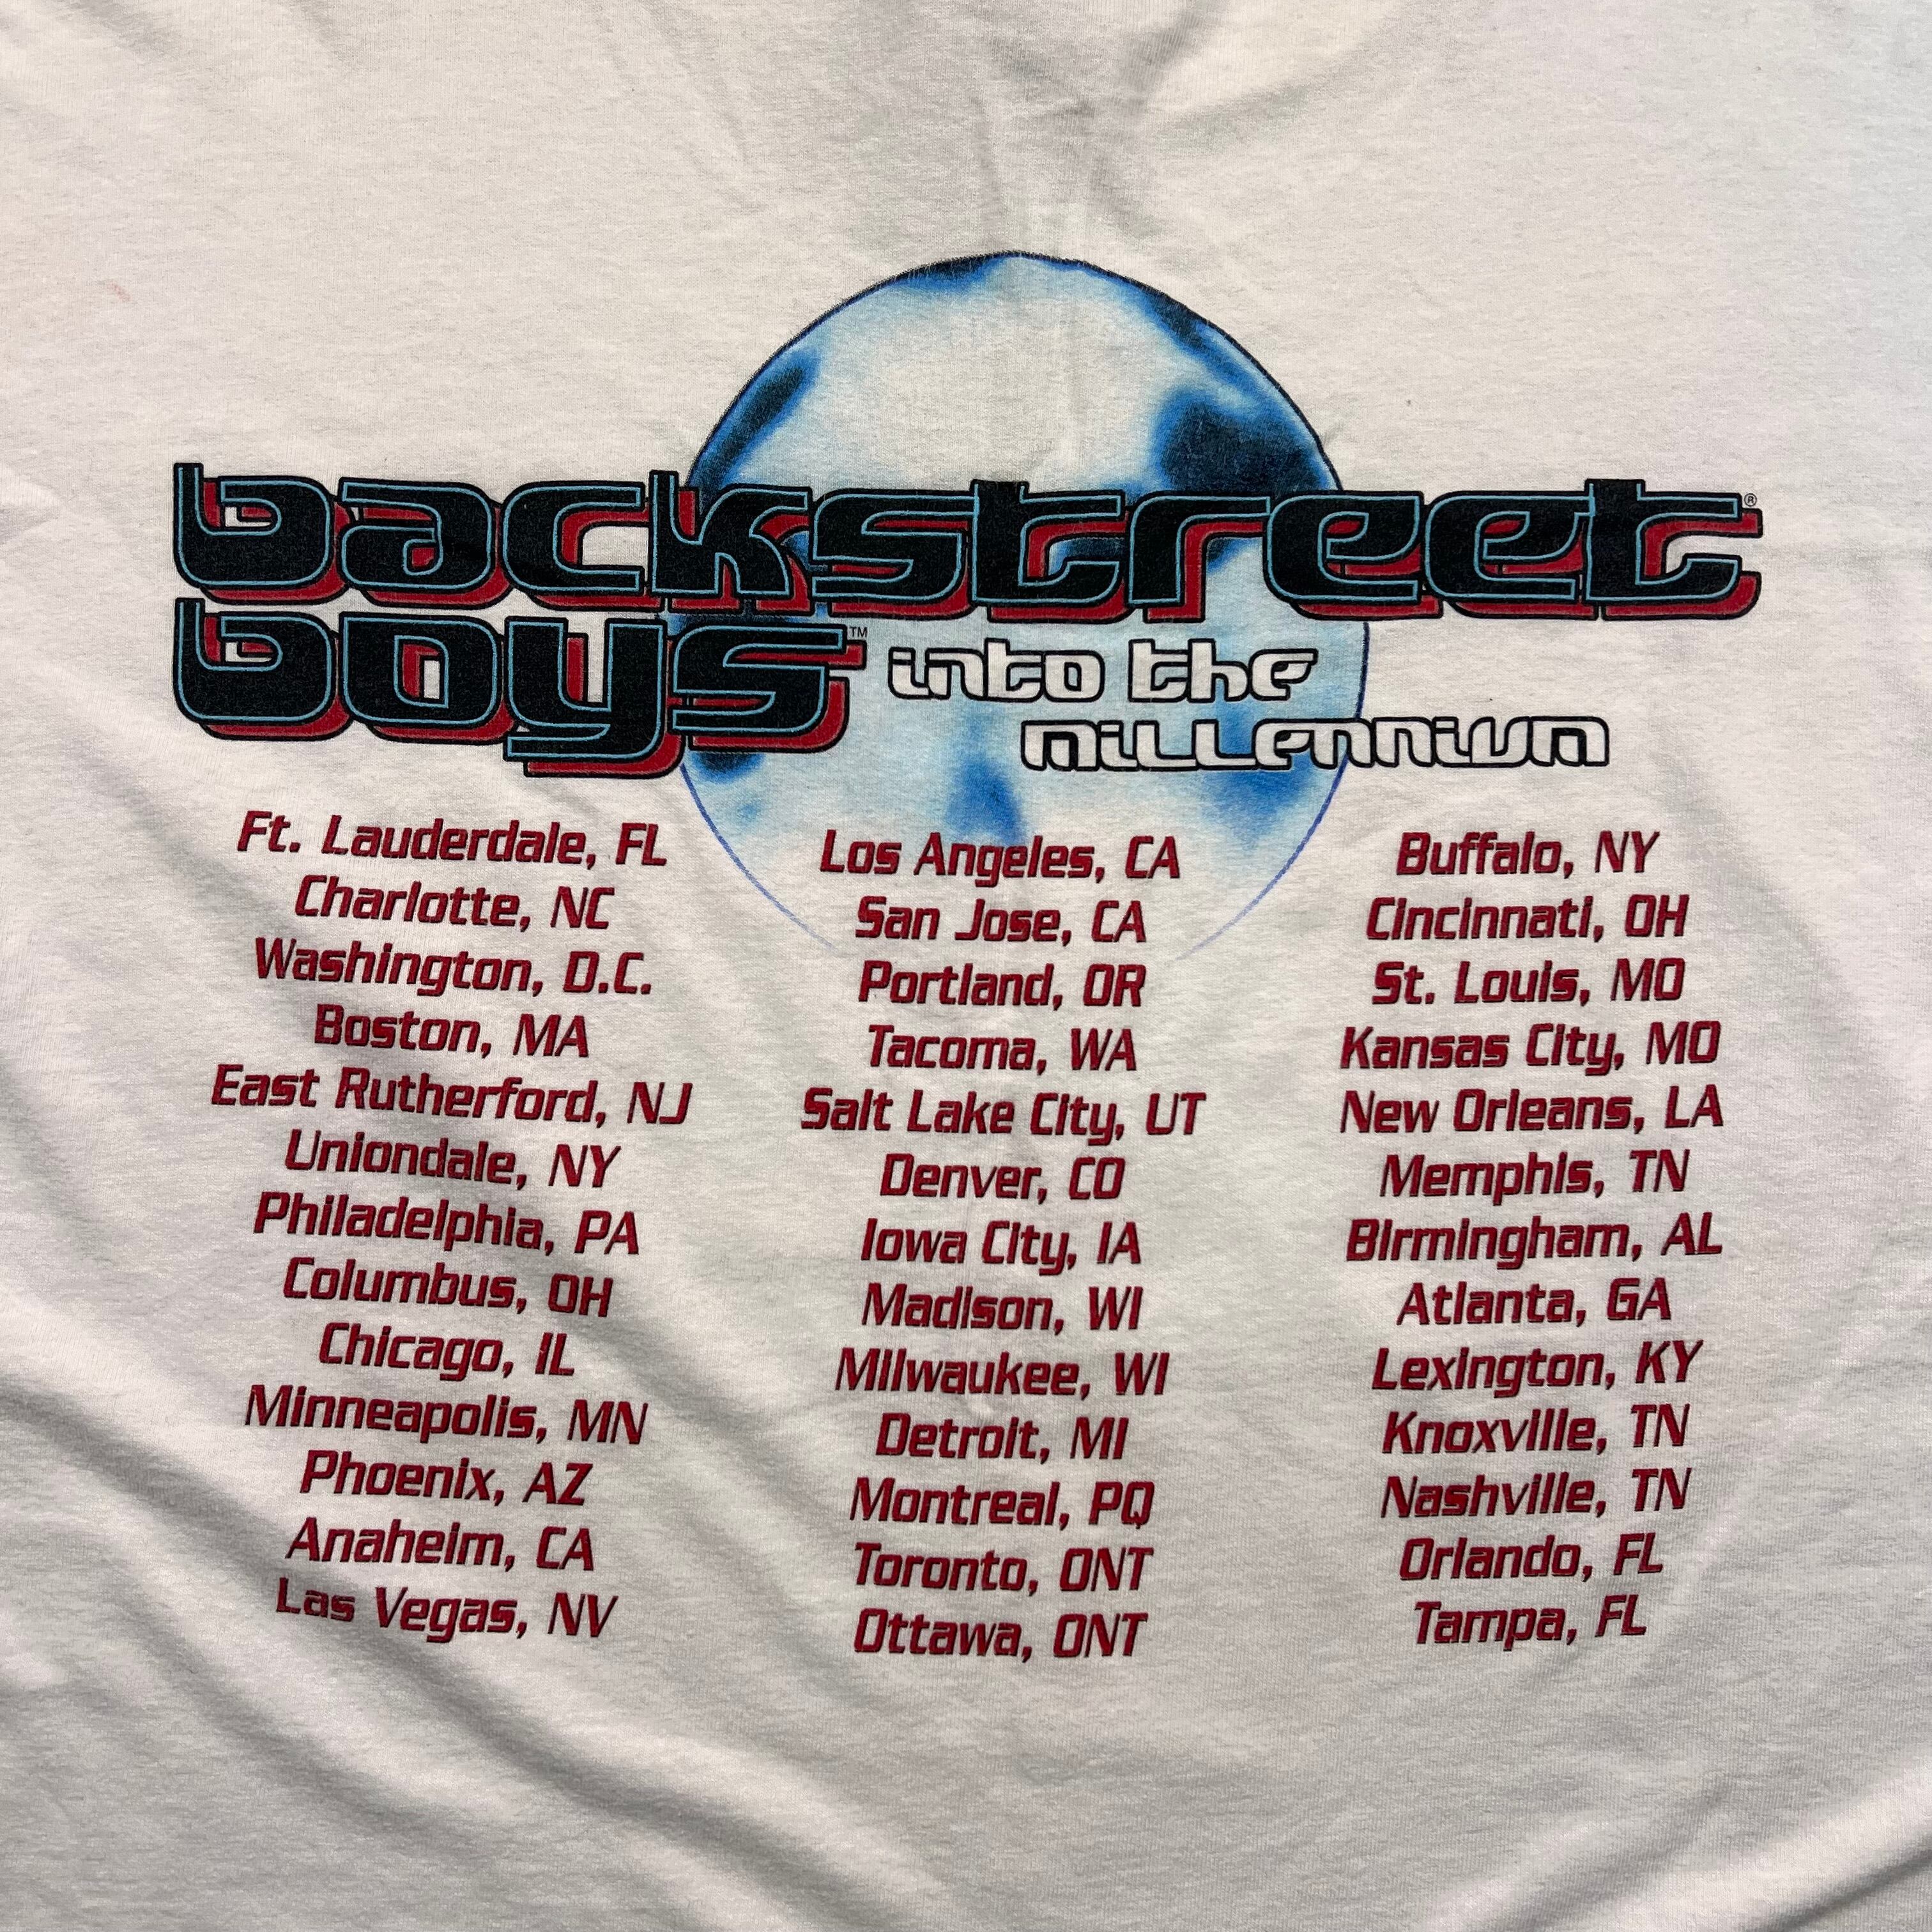 backstreet®
boys™ into the
millennium
Ft. Lauderdale, FL
Charlotte, NC
Washington, D.C.
Boston, MA
East Rutherford, NJ
Uniondale, NY
Philadelphia, PA
Columbus, OH
Chicago, IL
Minneapolis, MN
Phoenix, AZ
Anaheim, CA
Las Vegas, NV
Los Angeles, CA
San Jose, CA
Portland, OR
Tacoma, WA
Salt Lake City, UT
Denver, CO
Iowa City, IA
Madison, WI
Milwaukee, WI
Detroit, MI
Montreal, PQ
Toronto, ONT
Ottawa, ONT
Buffalo, NY
Cincinnati, OH
St. Louis, MO
Kansas City, MO
New Orleans, LA
Memphis, TN
Birmingham, AL
Atlanta, GA
Lexington, KY
Knoxville, TN
Nashville, TN
Orlando, FL
Tampa, FL